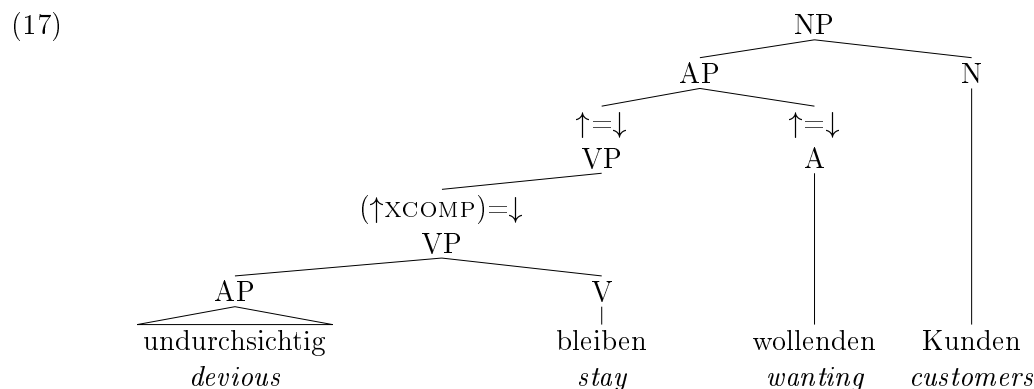 (17) NP
AP N
↑=↓ ↑=↓
VP A
(↑XCOMP)=↓
VP
AP V
undurchsichtig bleiben wollenden Kunden
devious stay wanting customers